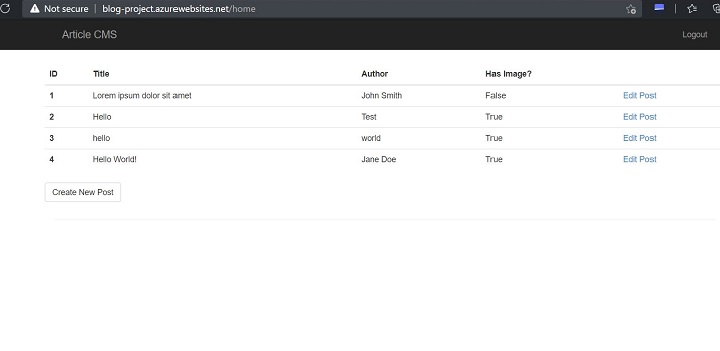 Not secure | blog-project.azurewebsites.net/home
Article CMS Logout
ID Title Author Has Image?
1 Lorem ipsum dolor sit amet John Smith False Edit Post
2 Hello Test True Edit Post
3 hello world True Edit Post
4 Hello World! Jane Doe True Edit Post
Create New Post